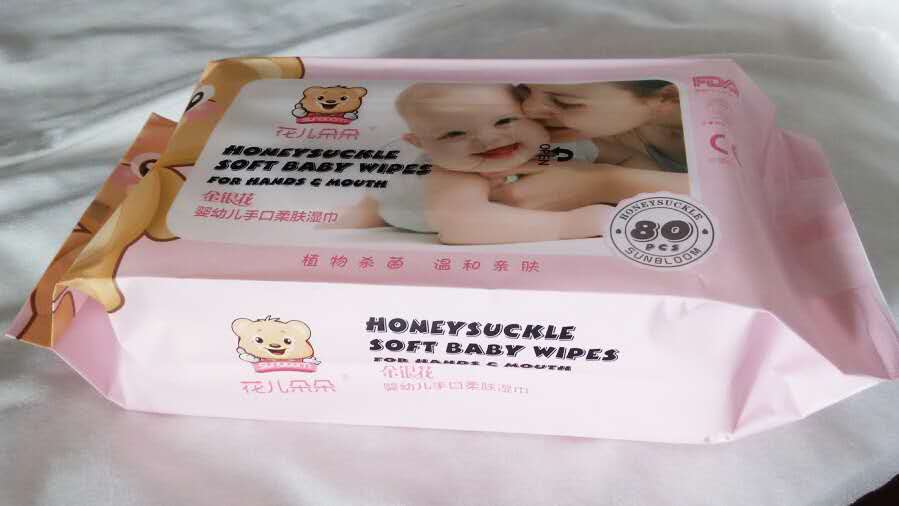 花儿朵朵
HONEYSUCKLE
SOFT BABY WIPES
FOR HANDS & MOUTH
金银花
婴幼儿手口柔肤湿巾
OPEN
FDA
HONEYSUCKLE
80
PCS
SUNBLOOM
植物杀菌 温和亲肤
花儿朵朵
HONEYSUCKLE
SOFT BABY WIPES
FOR HANDS & MOUTH
金银花
婴幼儿手口柔肤湿巾